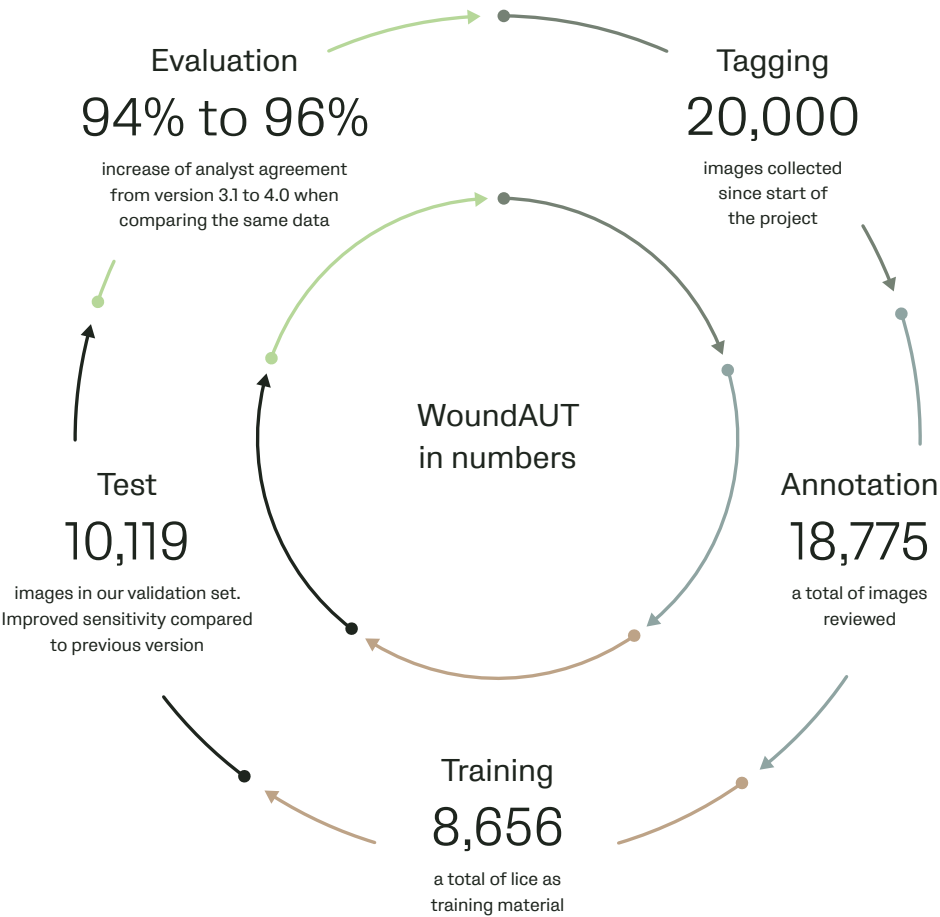 Evaluation
94% to 96%
increase of analyst agreement
from version 3.1 to 4.0 when
comparing the same data
Tagging
20,000
images collected
since start of
the project
WoundAUT
in numbers
Test
10,119
images in our validation set.
Improved sensitivity compared
to previous version
Annotation
18,775
a total of images
reviewed
Training
8,656
a total of lice as
training material